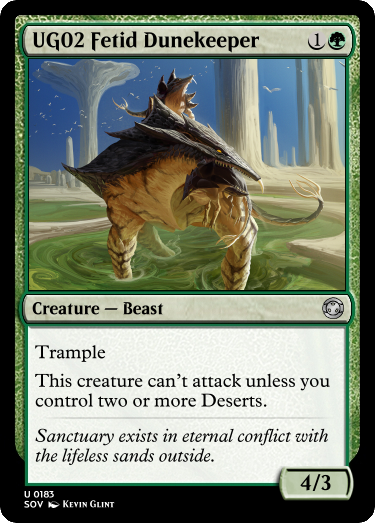 UG02 Fetid Dunekeeper 1
Creature — Beast
Trample
This creature can't attack unless you
control two or more Deserts.
Sanctuary exists in eternal conflict with
the lifeless sands outside.
4/3
U 0183
SOV Kevin Glint